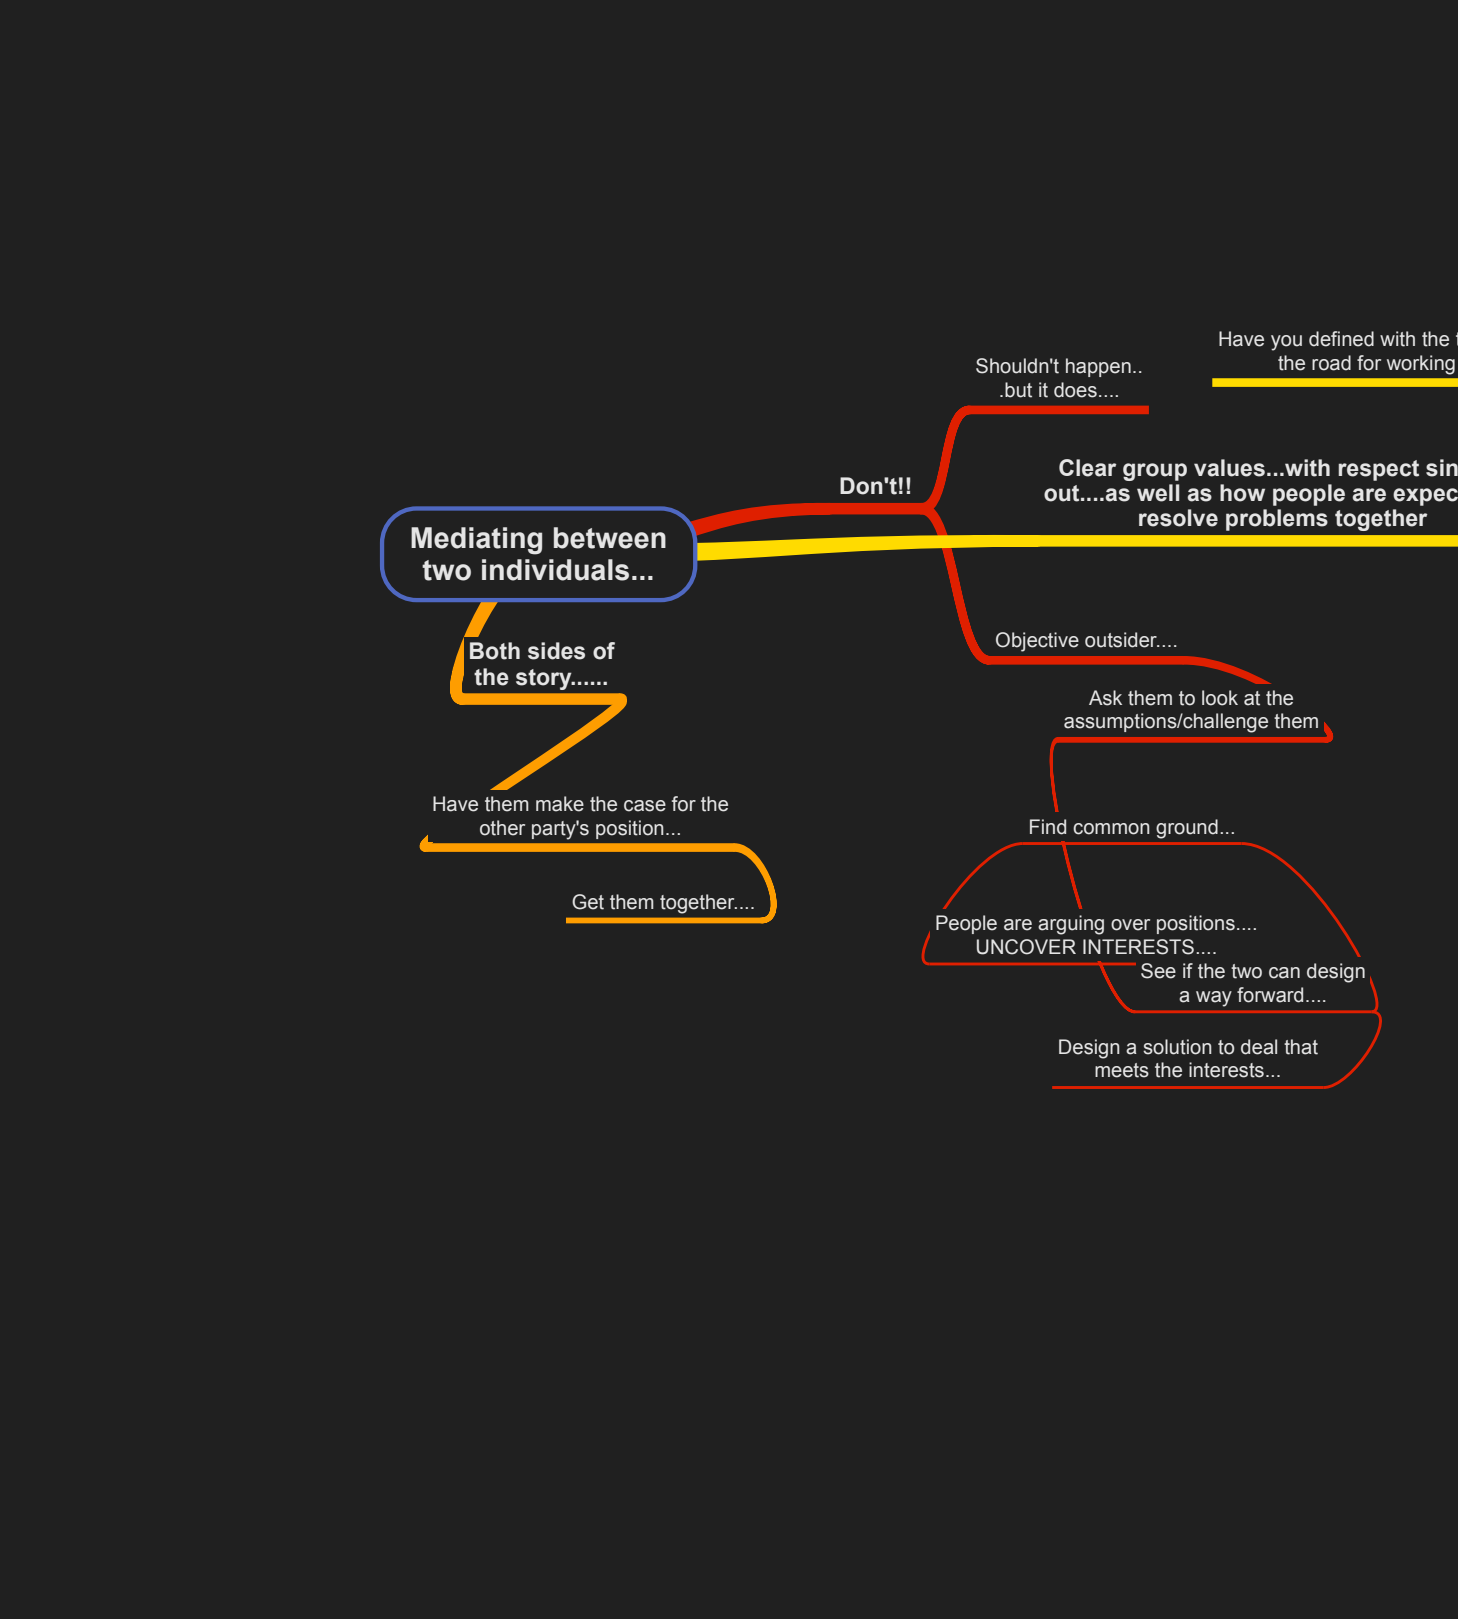 Have you defined with the
the road for working
Shouldn't happen..
.but it does....
Clear group values...with respect
out....as well as how people are
resolve problems together
Don't!!
Mediating between
two individuals...
Both sides of
the story......
Have them make the case for the
other party's position...
Get them together....
Objective outsider....
Ask them to look at the
assumptions/challenge them
Find common ground...
People are arguing over positions....
UNCOVER INTERESTS....
See if the two can design
a way forward....
Design a solution to deal that
meets the interests...